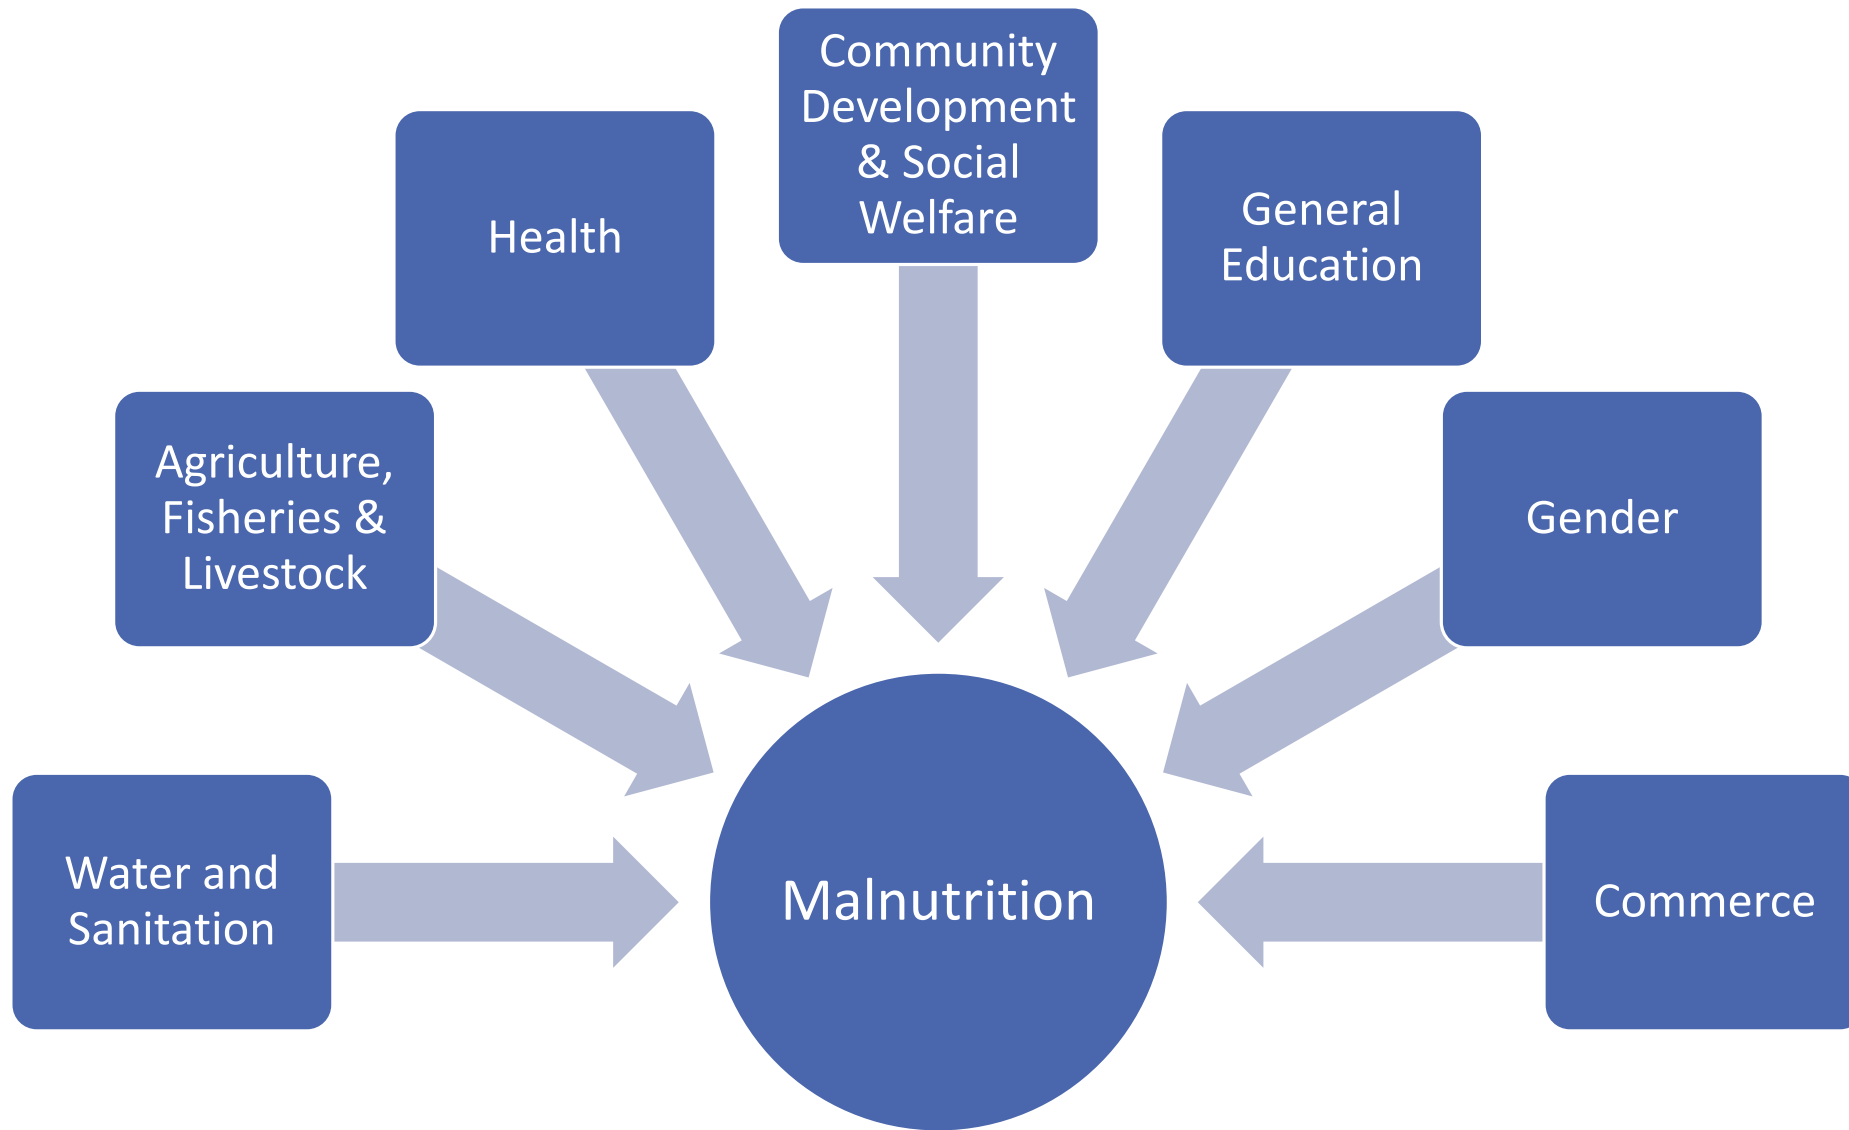 Community
Development
& Social
Welfare
Health
General
Education
Agriculture,
Fisheries &
Livestock
Gender
Water and
Sanitation
Malnutrition
Commerce